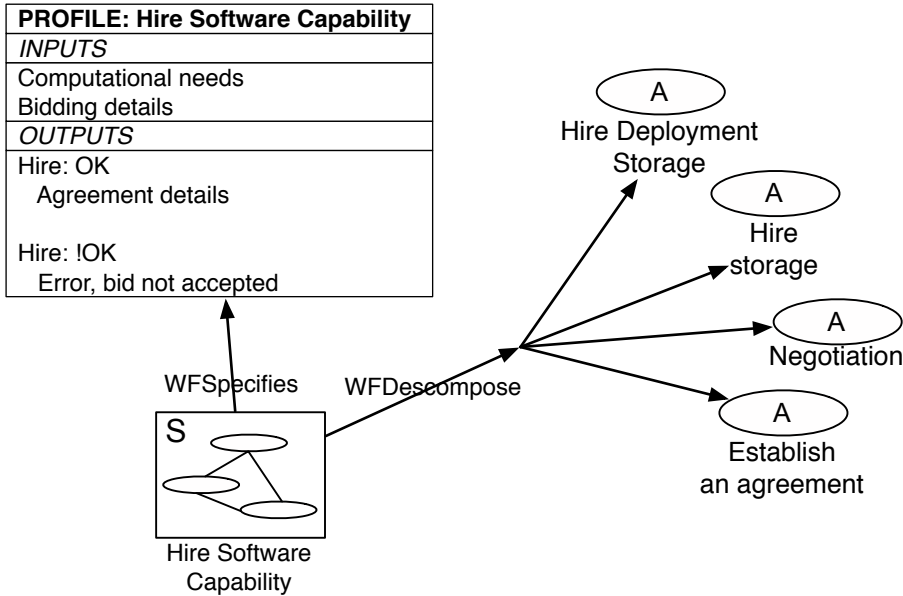 PROFILE: Hire Software Capability
INPUTS
Computational needs
Bidding details
OUTPUTS
Hire: OK
Agreement details
Hire: !OK
Error, bid not accepted
A
Hire Deployment
Storage
A
Hire
storage
A
Negotiation
WFSpecifies
WFDescompose
A
Establish
an agreement
S
Hire Software
Capability